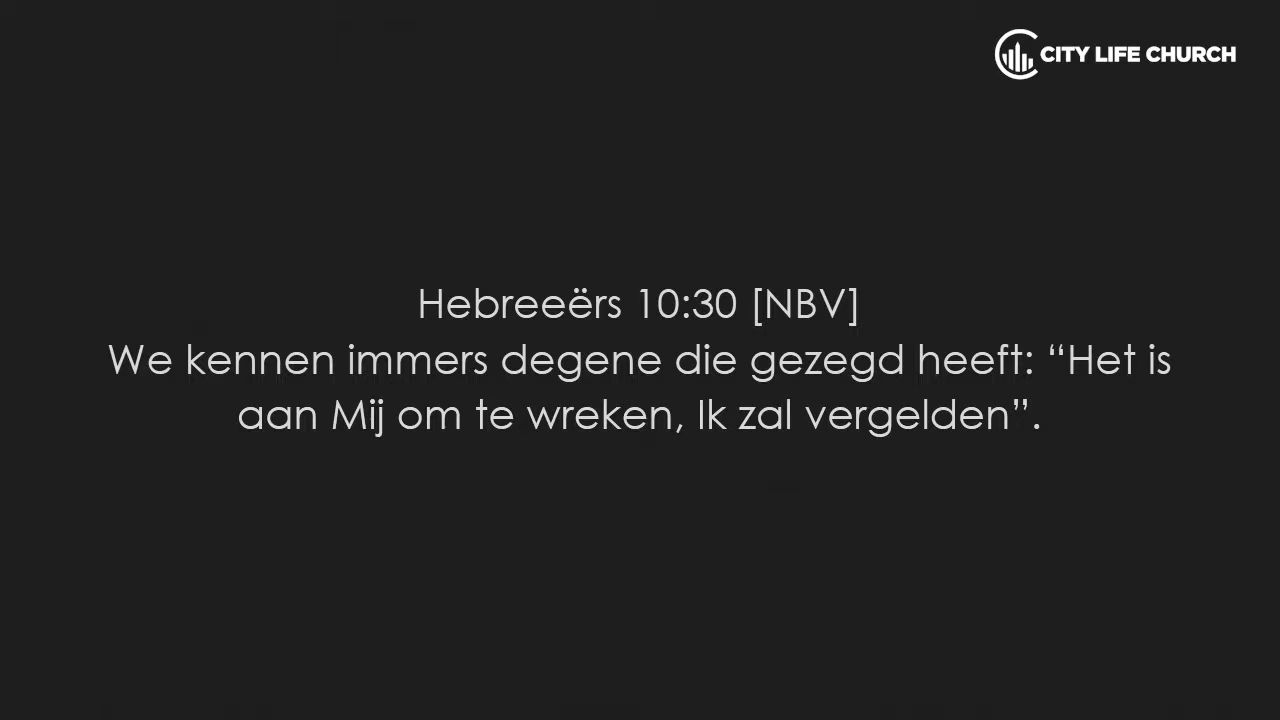 CITY LIFE CHURCH
Hebreeërs 10:30 [NBV]
We kennen immers degene die gezegd heeft: “Het is
aan Mij om te wreken, Ik zal vergelden”.